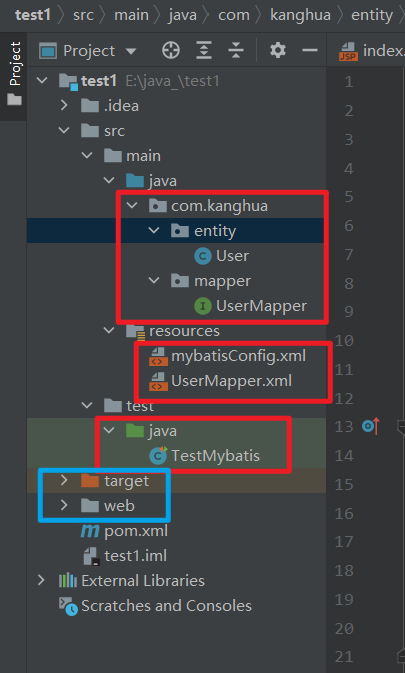 test1 › src › main › java › com › kanghua › entity ›
Project
Project
index.
JSP
test1 E:\java_\test1
.idea
src
main
java
com.kanghua
entity
C User
mapper
I UserMapper
resources
mybatisConfig.xml
UserMapper.xml
test
java
C TestMybatis
target
web
m pom.xml
test1.iml
External Libraries
Scratches and Consoles
1
2
3
4
5
6
7
8
9
10
11
12
13
14
15
16
17
18
19
20
21